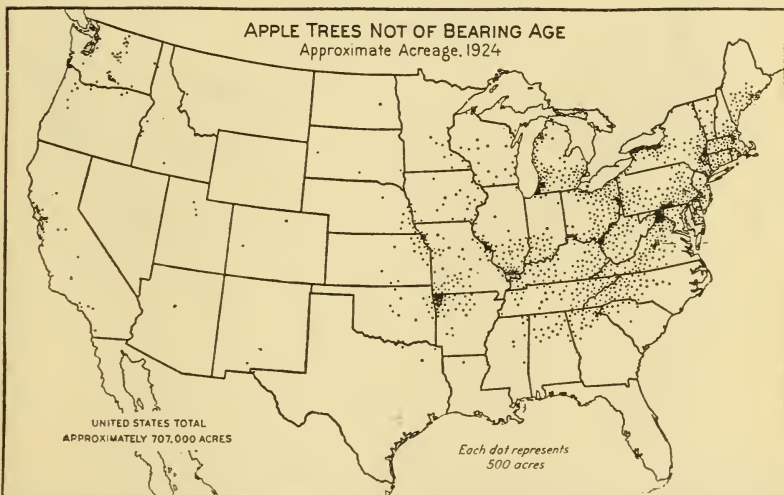 APPLE TREES NOT OF BEARING AGE
Approximate Acreage, 1924
UNITED STATES TOTAL
APPROXIMATELY 707,000 ACRES
Each dot represents
500 acres